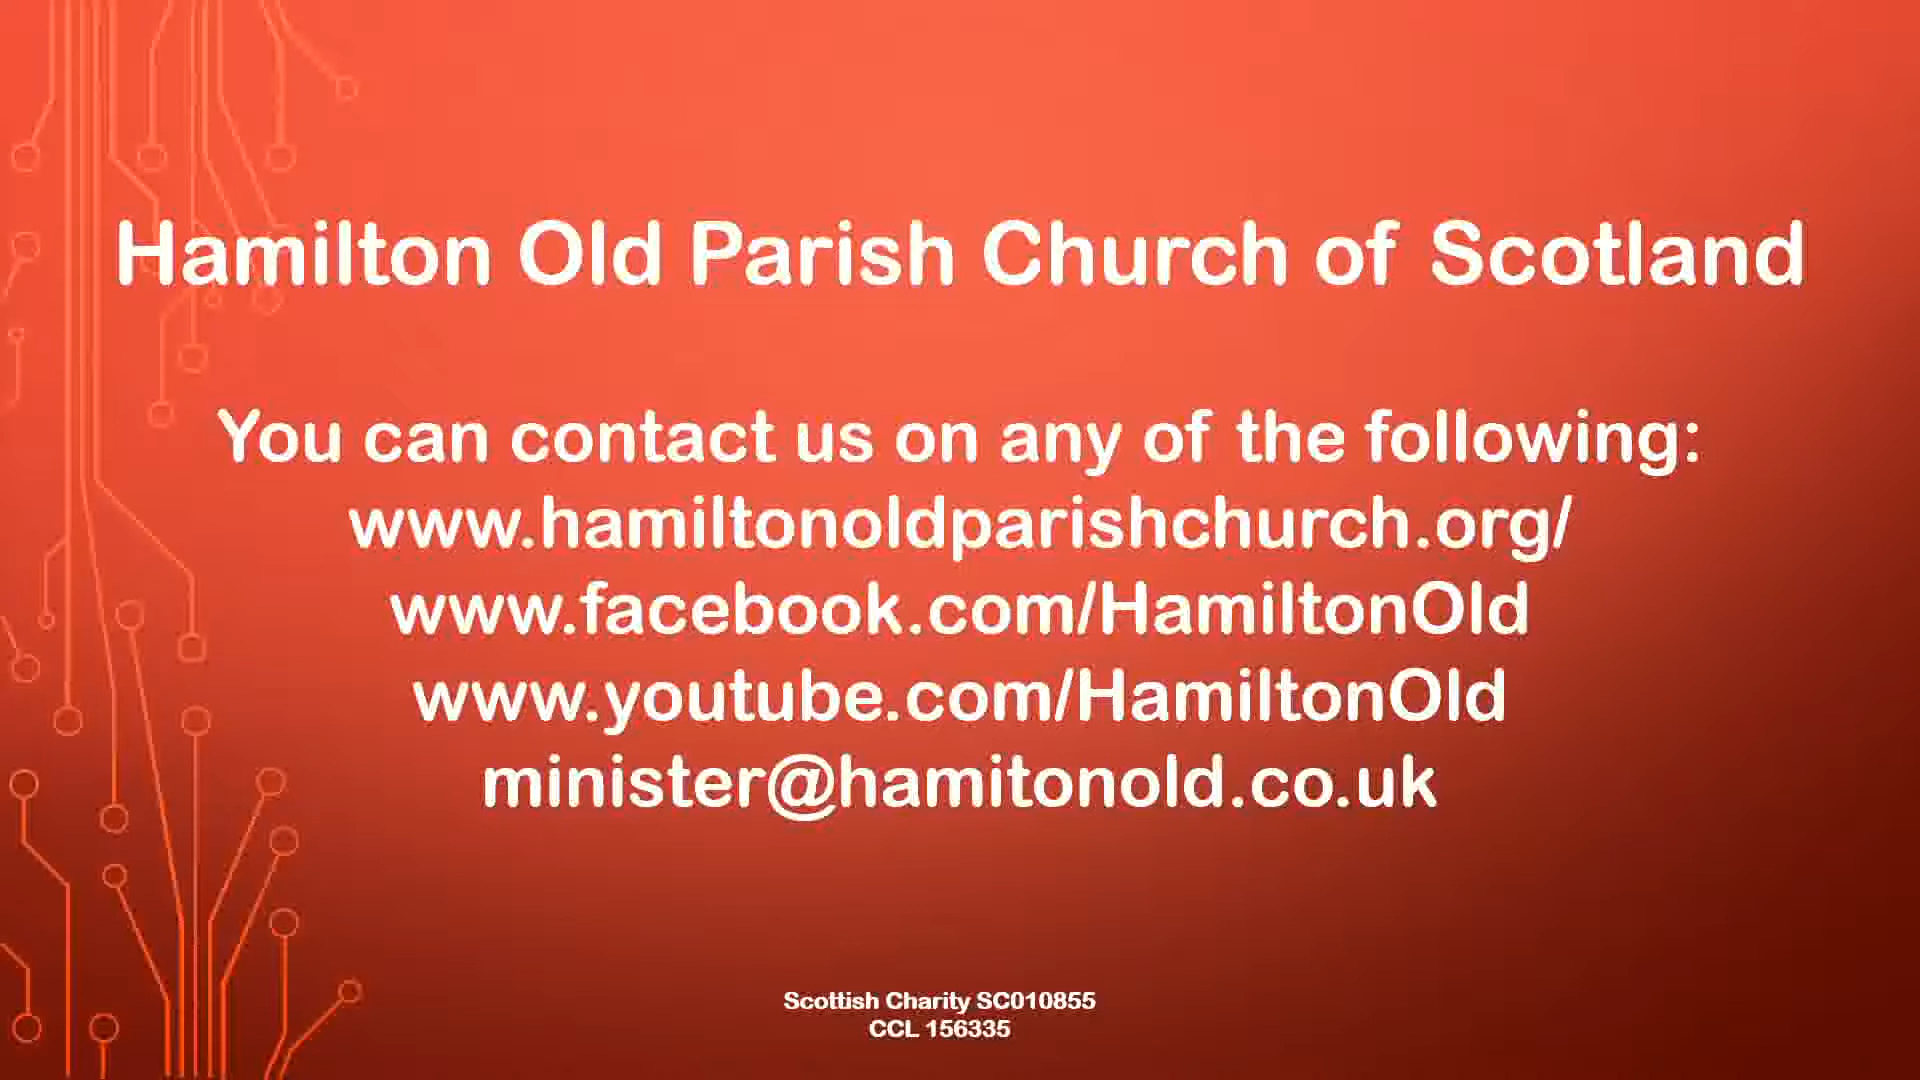 Hamilton Old Parish Church of Scotland
You can contact us on any of the following:
www.hamiltonoldparishchurch.org/
www.facebook.com/HamiltonOld
www.youtube.com/HamiltonOld
minister@hamitonold.co.uk
Scottish Charity SC010855
CCL 156335